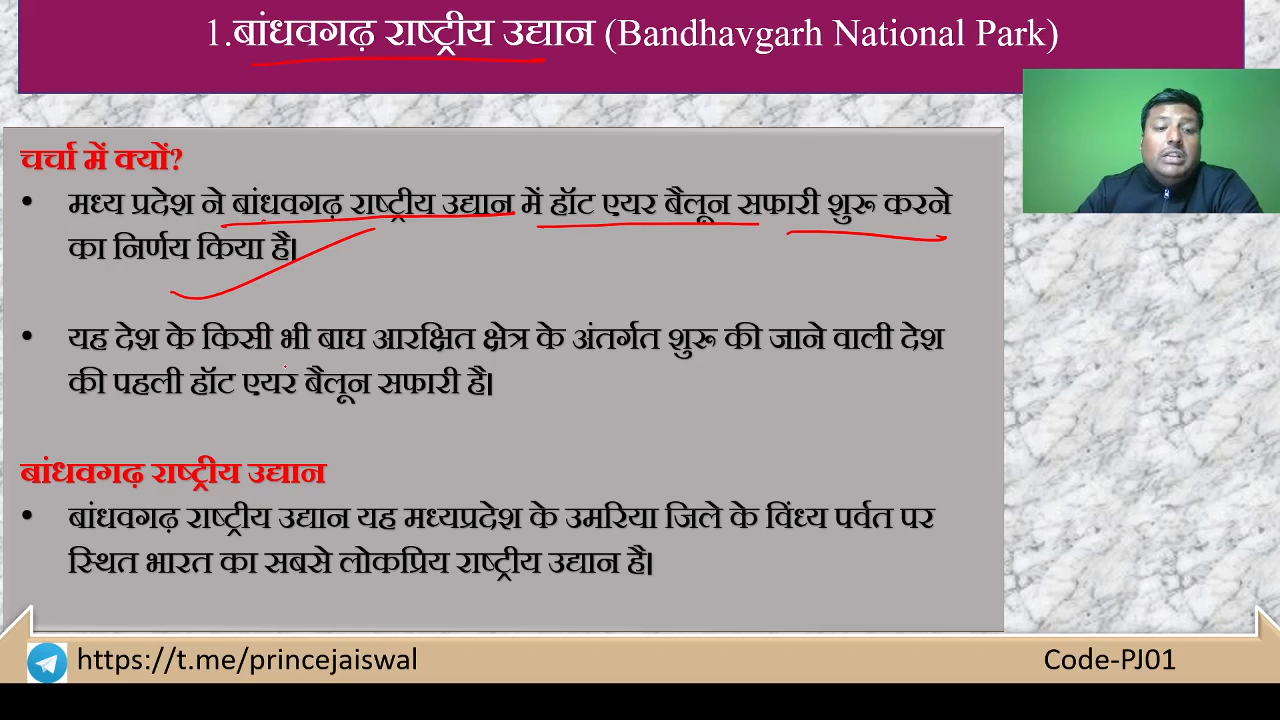 1.बांधवगढ़ राष्ट्रीय उद्यान (Bandhavgarh National Park)
चर्चा में क्यों?
• मध्य प्रदेश ने बांधवगढ़ राष्ट्रीय उद्यान में हॉट एयर बैलून सफारी शुरू करने
का निर्णय किया है।
• यह देश के किसी भी बाघ आरक्षित क्षेत्र के अंतर्गत शुरू की जाने वाली देश
की पहली हॉट एयर बैलून सफारी है।
बांधवगढ़ राष्ट्रीय उद्यान
• बांधवगढ़ राष्ट्रीय उद्यान यह मध्यप्रदेश के उमरिया जिले के विंध्य पर्वत पर
स्थित भारत का सबसे लोकप्रिय राष्ट्रीय उद्यान है।
https://t.me/princejaiswal
Code-PJ01